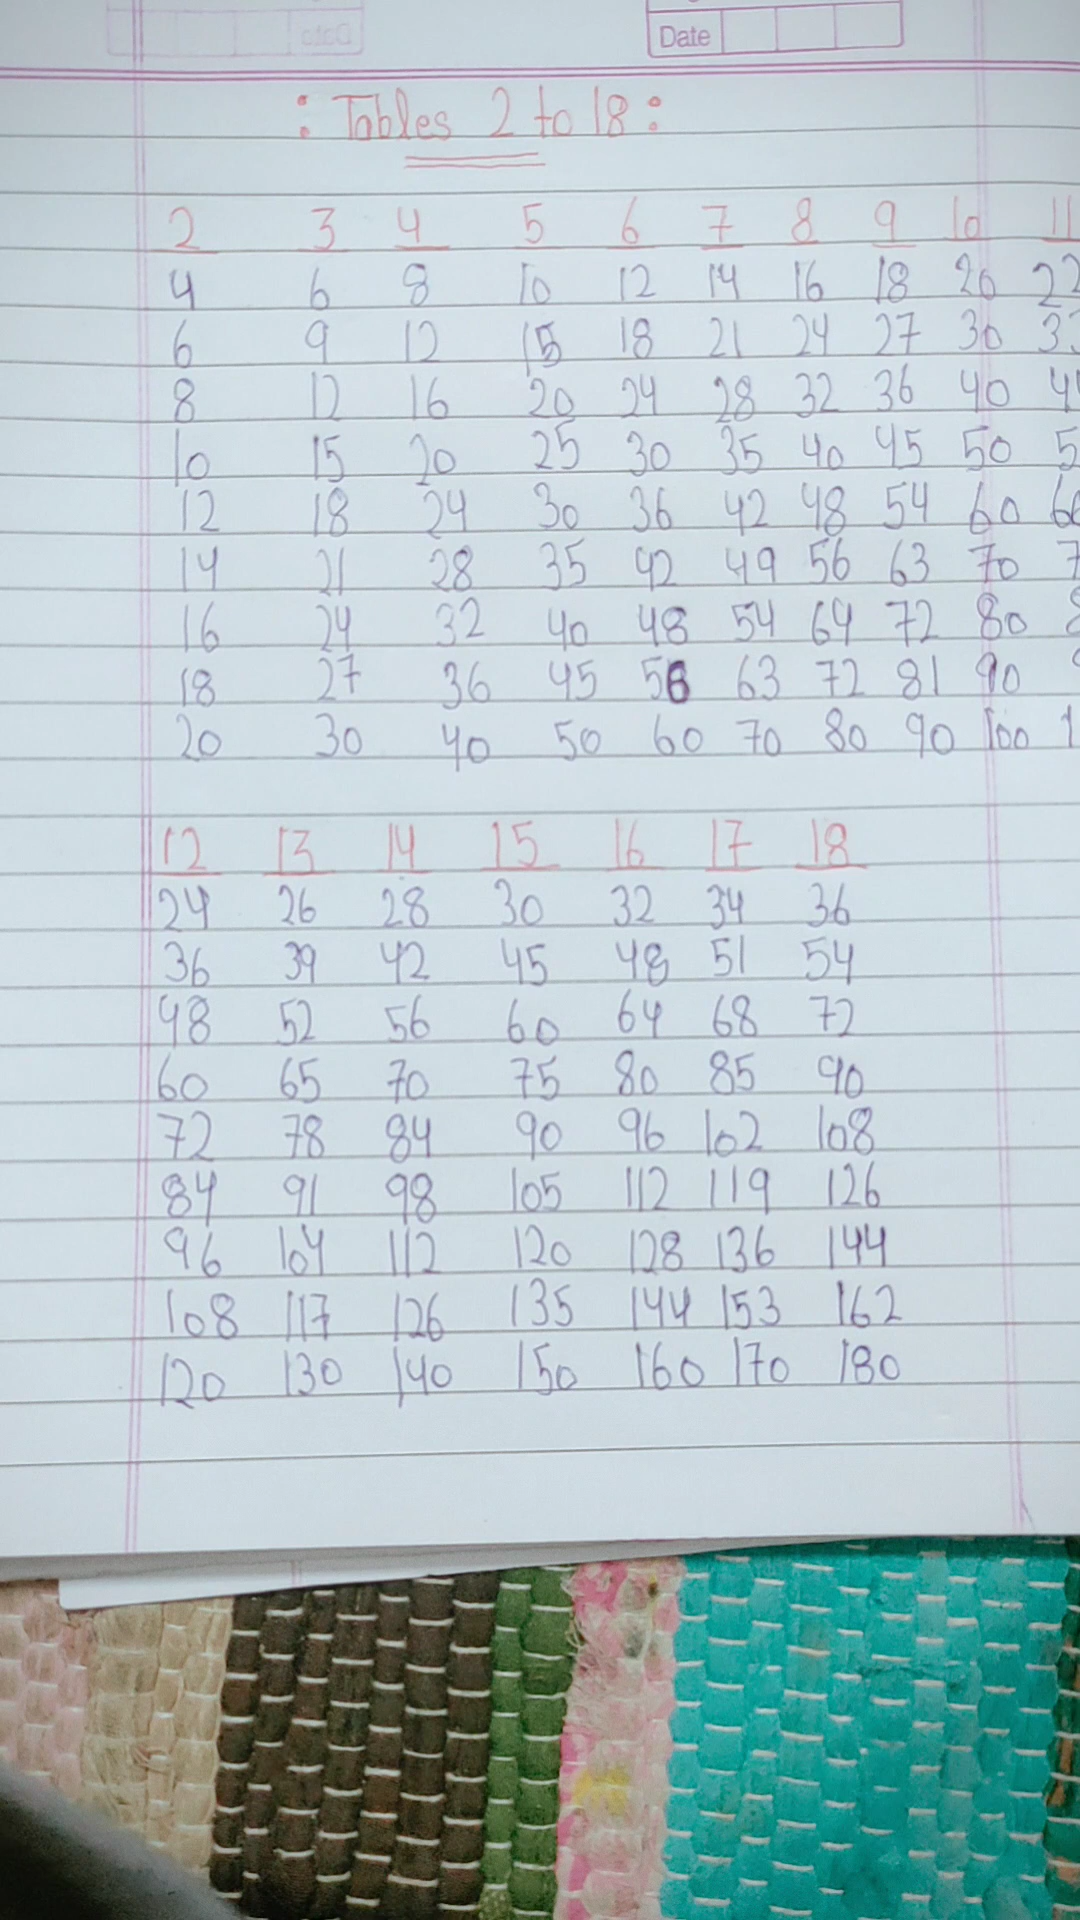 Date
: Tables 2 to 18 :
2 3 4 5 6 7 8 9 10 11
4 6 8 10 12 14 16 18 20 22
6 9 12 15 18 21 24 27 30 3
8 12 16 20 24 28 32 36 40 4
10 15 20 25 30 35 40 45 50 5
12 18 24 30 36 42 48 54 60 66
14 21 28 35 42 49 56 63 70 7
16 24 32 40 48 54 64 72 80 8
18 27 36 45 56 63 72 81 90
20 30 40 50 60 70 80 90 100 1
12 13 14 15 16 17 18
24 26 28 30 32 34 36
36 39 42 45 48 51 54
48 52 56 60 64 68 72
60 65 70 75 80 85 90
72 78 84 90 96 102 108
84 91 98 105 112 119 126
96 104 112 120 128 136 144
108 117 126 135 144 153 162
120 130 140 150 160 170 180